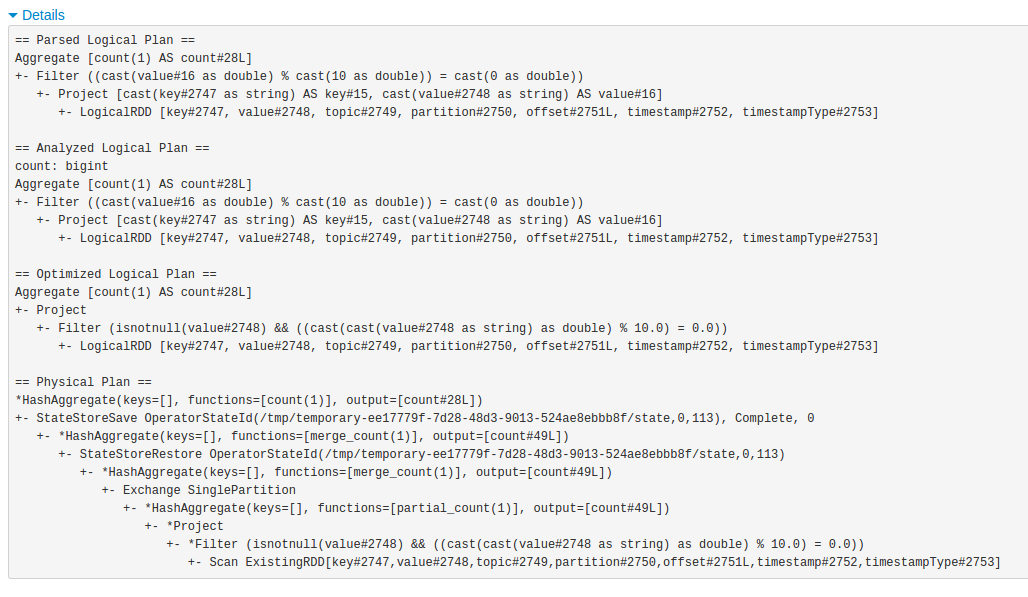 Details
== Parsed Logical Plan ==
Aggregate [count(1) AS count#28L]
+- Filter ((cast(value#16 as double) % cast(10 as double)) = cast(0 as double))
   +- Project [cast(key#2747 as string) AS key#15, cast(value#2748 as string) AS value#16]
      +- LogicalRDD [key#2747, value#2748, topic#2749, partition#2750, offset#2751L, timestamp#2752, timestampType#2753]

== Analyzed Logical Plan ==
count: bigint
Aggregate [count(1) AS count#28L]
+- Filter ((cast(value#16 as double) % cast(10 as double)) = cast(0 as double))
   +- Project [cast(key#2747 as string) AS key#15, cast(value#2748 as string) AS value#16]
      +- LogicalRDD [key#2747, value#2748, topic#2749, partition#2750, offset#2751L, timestamp#2752, timestampType#2753]

== Optimized Logical Plan ==
Aggregate [count(1) AS count#28L]
+- Project
   +- Filter (isnotnull(value#2748) && ((cast(cast(value#2748 as string) as double) % 10.0) = 0.0))
      +- LogicalRDD [key#2747, value#2748, topic#2749, partition#2750, offset#2751L, timestamp#2752, timestampType#2753]

== Physical Plan ==
*HashAggregate(keys=[], functions=[count(1)], output=[count#28L])
+- StateStoreSave OperatorStateId(/tmp/temporary-ee17779f-7d28-48d3-9013-524ae8ebbb8f/state,0,113), Complete, 0
   +- *HashAggregate(keys=[], functions=[merge_count(1)], output=[count#49L])
      +- StateStoreRestore OperatorStateId(/tmp/temporary-ee17779f-7d28-48d3-9013-524ae8ebbb8f/state,0,113)
         +- *HashAggregate(keys=[], functions=[merge_count(1)], output=[count#49L])
            +- Exchange SinglePartition
               +- *HashAggregate(keys=[], functions=[partial_count(1)], output=[count#49L])
                  +- *Project
                     +- *Filter (isnotnull(value#2748) && ((cast(cast(value#2748 as string) as double) % 10.0) = 0.0))
                        +- Scan ExistingRDD[key#2747,value#2748,topic#2749,partition#2750,offset#2751L,timestamp#2752,timestampType#2753]